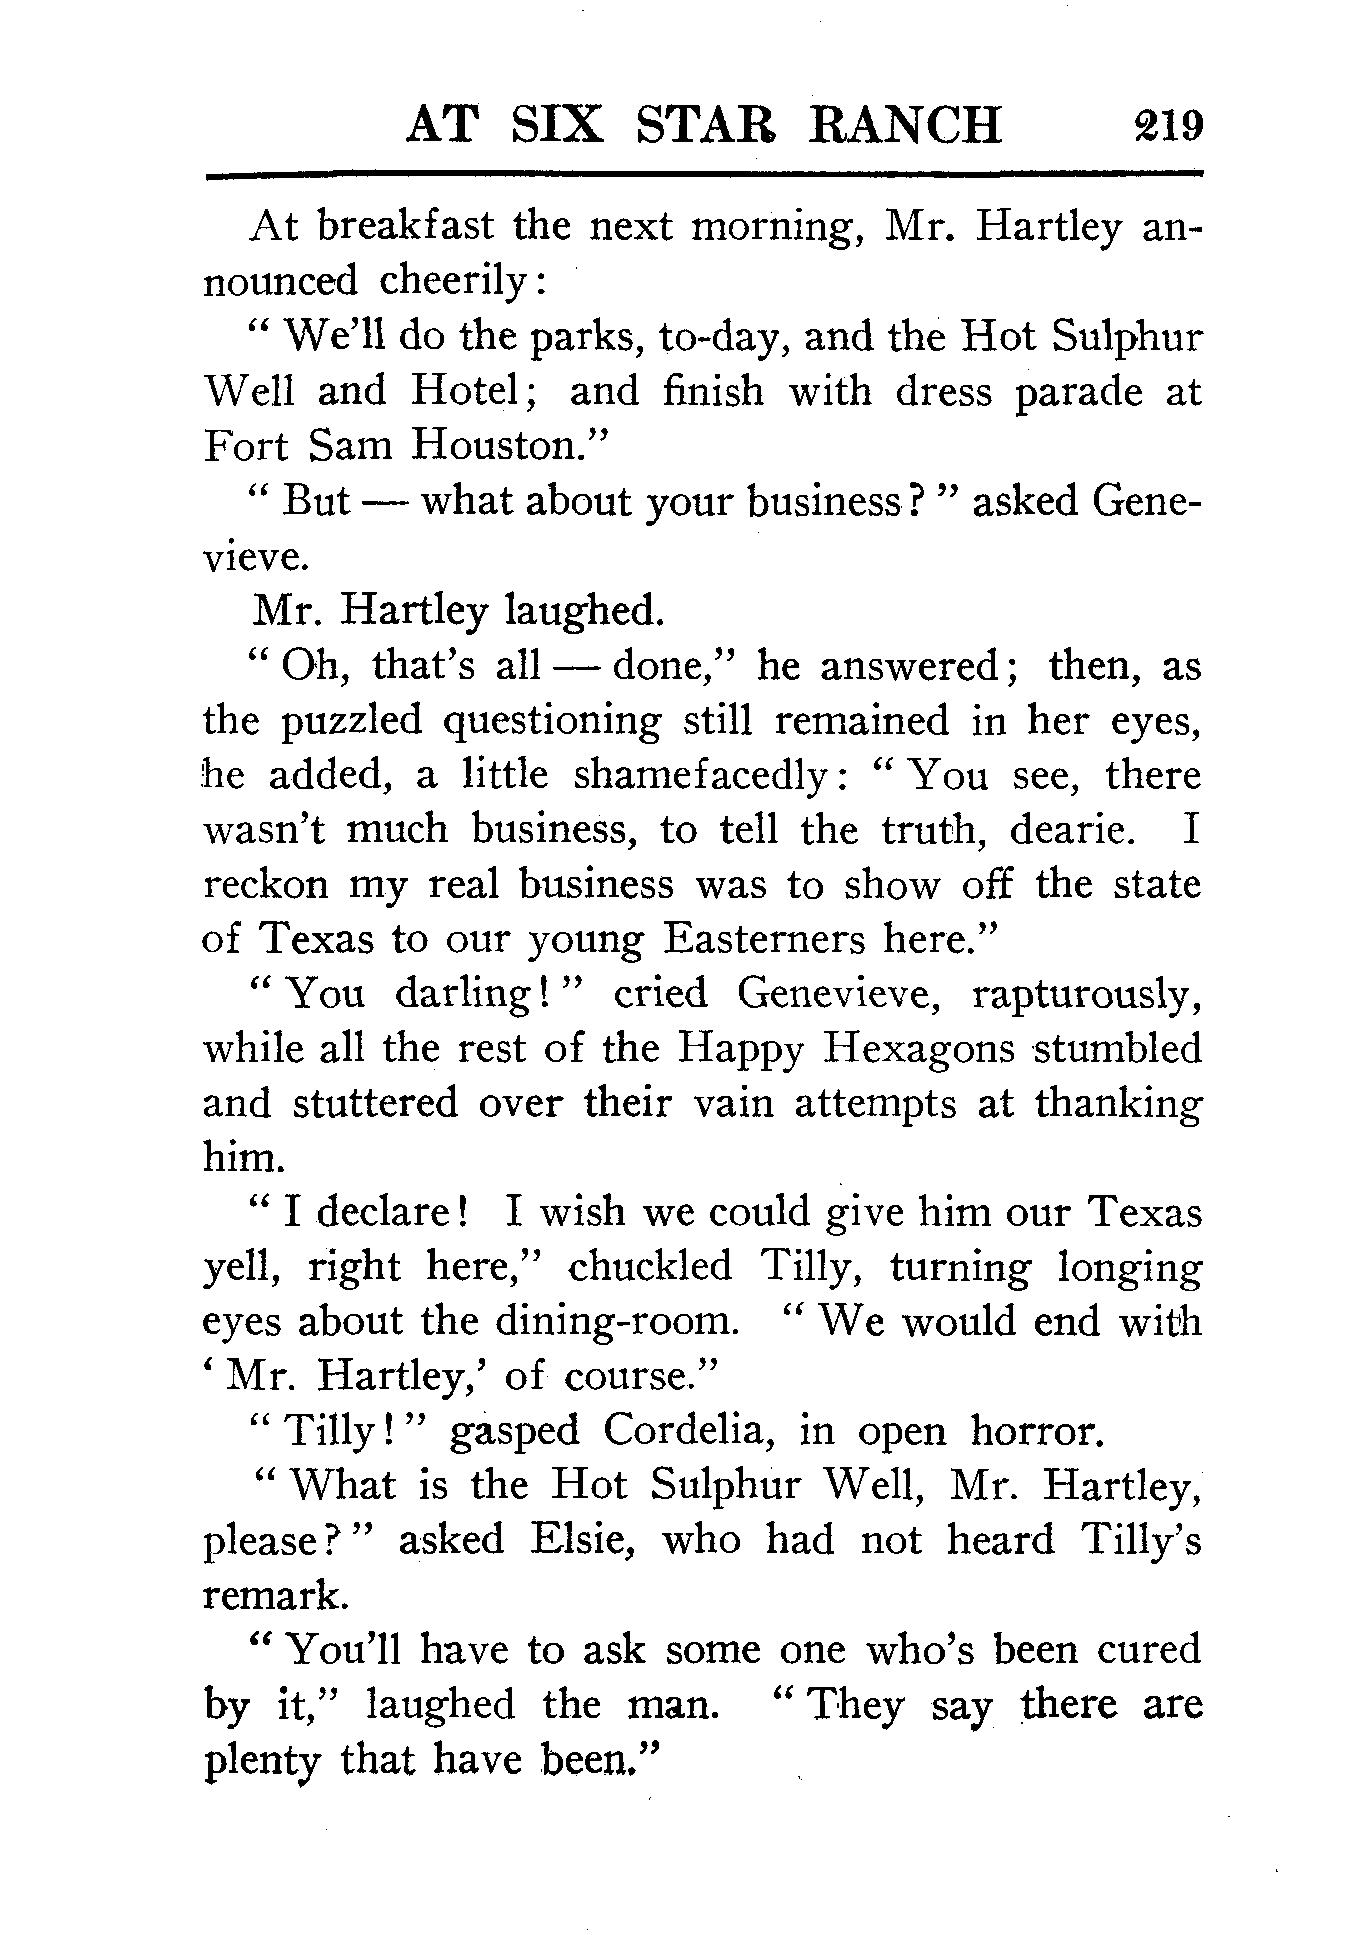 AT SIX STAR RANCH 219
At breakfast the next morning, Mr. Hartley an-
nounced cheerily:
" We'll do the parks, to-day, and the Hot Sulphur
Well and Hotel; and finish with dress parade at
Fort Sam Houston."
" But — what about your business? " asked Gene-
vieve.
Mr. Hartley laughed.
" Oh, that's all — done," he answered; then, as
the puzzled questioning still remained in her eyes,
he added, a little shamefacedly: " You see, there
wasn't much business, to tell the truth, dearie. I
reckon my real business was to show off the state
of Texas to our young Easterners here."
" You darling! " cried Genevieve, rapturously,
while all the rest of the Happy Hexagons stumbled
and stuttered over their vain attempts at thanking
him.
" I declare! I wish we could give him our Texas
yell, right here," chuckled Tilly, turning longing
eyes about the dining-room. " We would end with
' Mr. Hartley,' of course."
" Tilly! " gasped Cordelia, in open horror.
" What is the Hot Sulphur Well, Mr. Hartley,
please? " asked Elsie, who had not heard Tilly's
remark.
" You'll have to ask some one who's been cured
by it," laughed the man. " They say there are
plenty that have been."